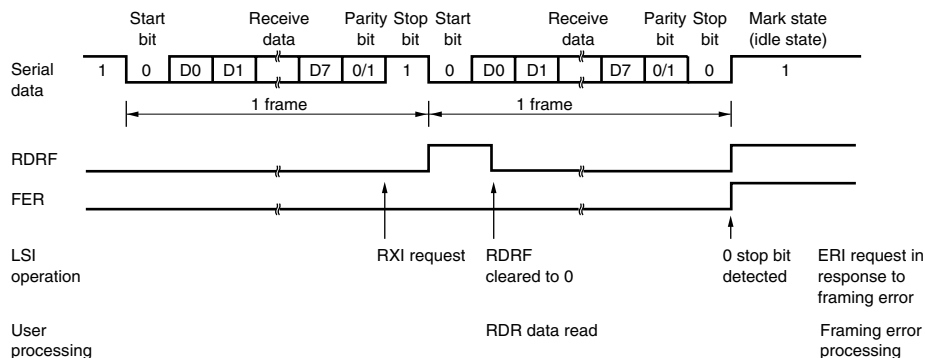 Start bit
Receive data
Parity bit
Stop bit
Start bit
Receive data
Parity bit
Stop bit
Mark state (idle state)
Serial data
1 0 D0 D1 D7 0/1 1 0 D0 D1 D7 0/1 0 1
1 frame 1 frame
RDRF
FER
LSI operation
RXI request
RDRF cleared to 0
0 stop bit detected
ERI request in response to framing error
User processing
RDR data read
Framing error processing